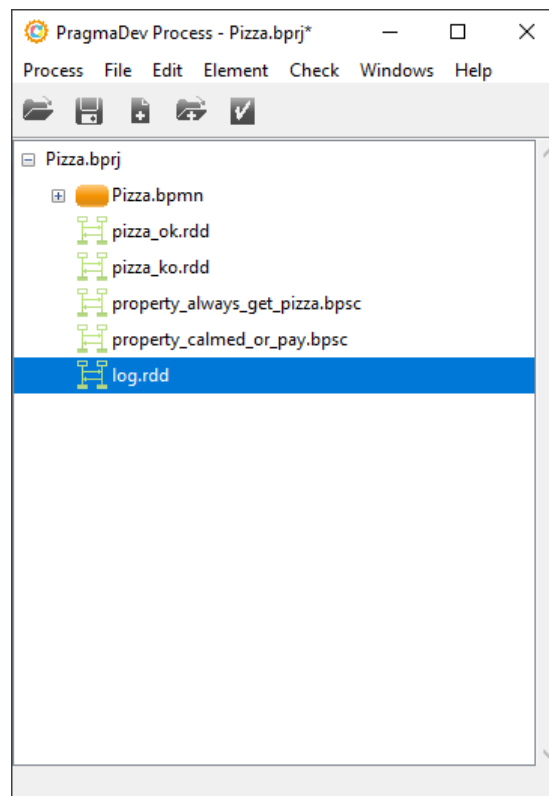 PragmaDev Process - Pizza.bprj*
Process File Edit Element Check Windows Help
Pizza.bprj
Pizza.bpmn
pizza_ok.rdd
pizza_ko.rdd
property_always_get_pizza.bpsc
property_calmed_or_pay.bpsc
log.rdd